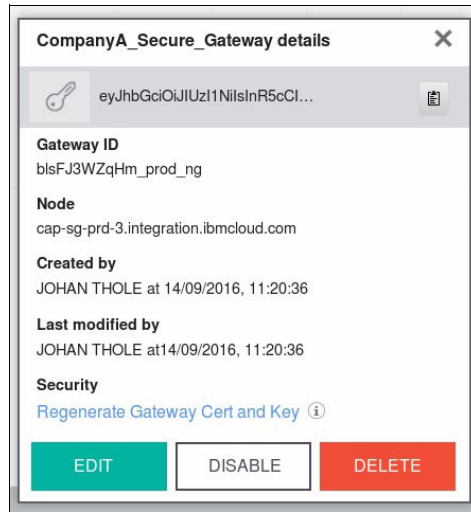 CompanyA_Secure_Gateway details
eyJhbGciOiJIUzI1NiIsInR5cCI...
Gateway ID
blsFJ3WZqHm_prod_ng
Node
cap-sg-prd-3.integration.ibmcloud.com
Created by
JOHAN THOLE at 14/09/2016, 11:20:36
Last modified by
JOHAN THOLE at14/09/2016, 11:20:36
Security
Regenerate Gateway Cert and Key
EDIT
DISABLE
DELETE